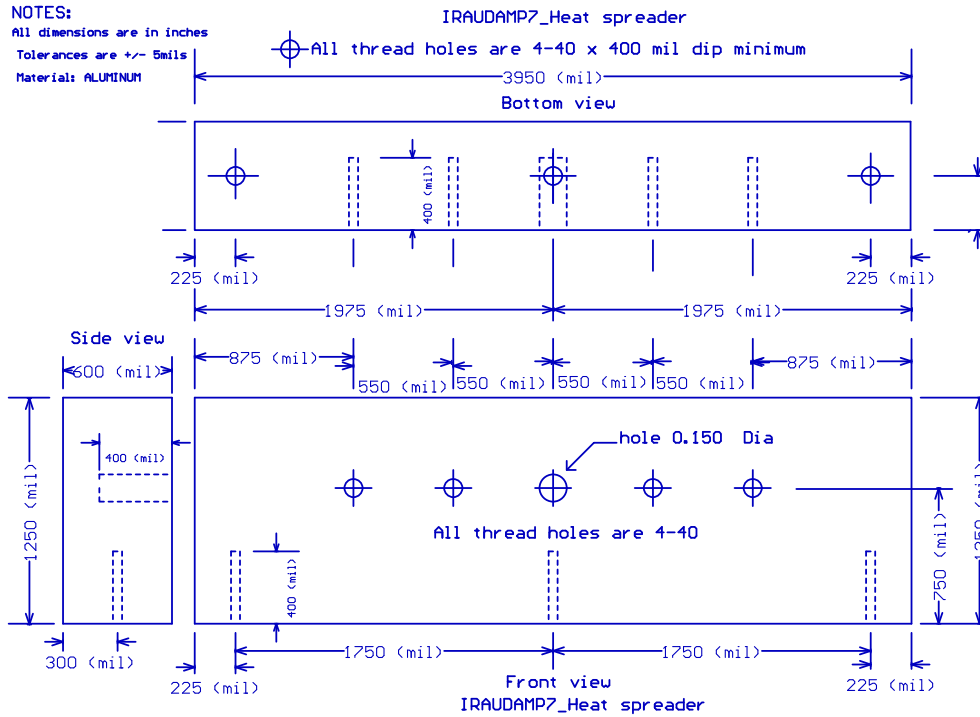 NOTES:
IRAUDAMP7_Heat spreader
All dimensions are in inches
All thread holes are 4-40 x 400 mil dip minimum
Tolerances are +/- 5mils
Material: ALUMINUM
3950 (mil)
Bottom view
400 (mil)
225 (mil)
225 (mil)
1975 (mil)
1975 (mil)
Side view
600 (mil)
875 (mil)
875 (mil)
550 (mil)
550 (mil)
550 (mil)
550 (mil)
hole 0.150 Dia
400 (mil)
1250 (mil)
All thread holes are 4-40
400 (mil)
750 (mil)
1250 (mil)
300 (mil)
1750 (mil)
1750 (mil)
225 (mil)
225 (mil)
Front view
IRAUDAMP7_Heat spreader